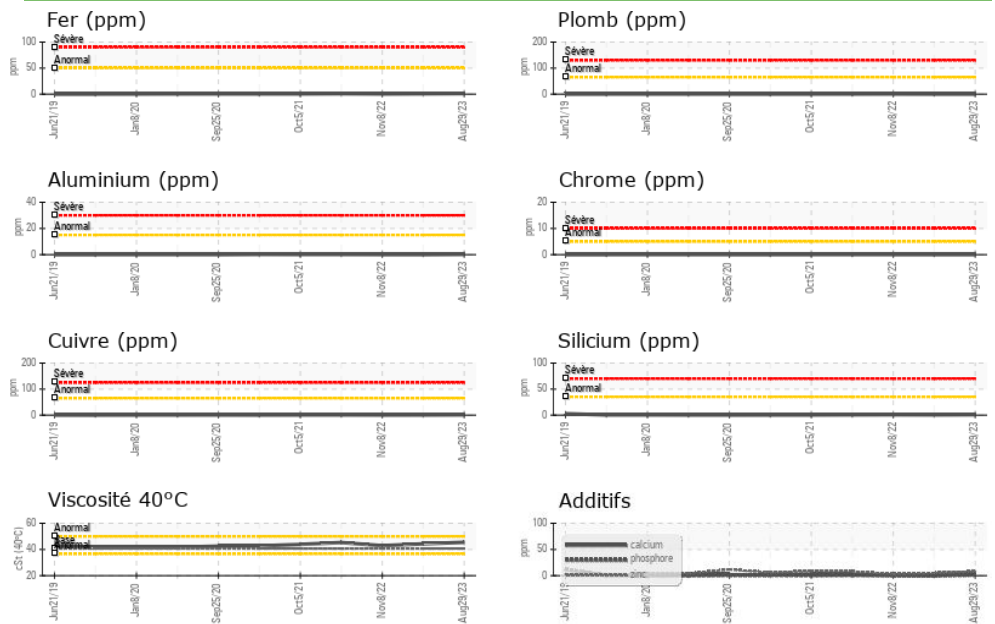 Fer (ppm)
100
50
0
ppm
Sévère
Anormal
Jun21/19
Jan8/20
Sep25/20
Oct5/21
Nov8/22
Aug29/23
Plomb (ppm)
200
100
0
ppm
Sévère
Anormal
Jun21/19
Jan8/20
Sep25/20
Oct5/21
Nov8/22
Aug29/23
Aluminium (ppm)
40
20
0
ppm
Sévère
Anormal
Jun21/19
Jan8/20
Sep25/20
Oct5/21
Nov8/22
Aug29/23
Chrome (ppm)
20
10
0
ppm
Sévère
Anormal
Jun21/19
Jan8/20
Sep25/20
Oct5/21
Nov8/22
Aug29/23
Cuivre (ppm)
200
100
0
ppm
Sévère
Anormal
Jun21/19
Jan8/20
Sep25/20
Oct5/21
Nov8/22
Aug29/23
Silicium (ppm)
100
50
0
ppm
Sévère
Anormal
Jun21/19
Jan8/20
Sep25/20
Oct5/21
Nov8/22
Aug29/23
Viscosité 40°C
60
40
20
cSt (40°C)
Anormal
Base
Anormal
Jun21/19
Jan8/20
Sep25/20
Oct5/21
Nov8/22
Aug29/23
Additifs
100
50
0
ppm
calcium
phosphore
zinc
Jun21/19
Jan8/20
Sep25/20
Oct5/21
Nov8/22
Aug29/23